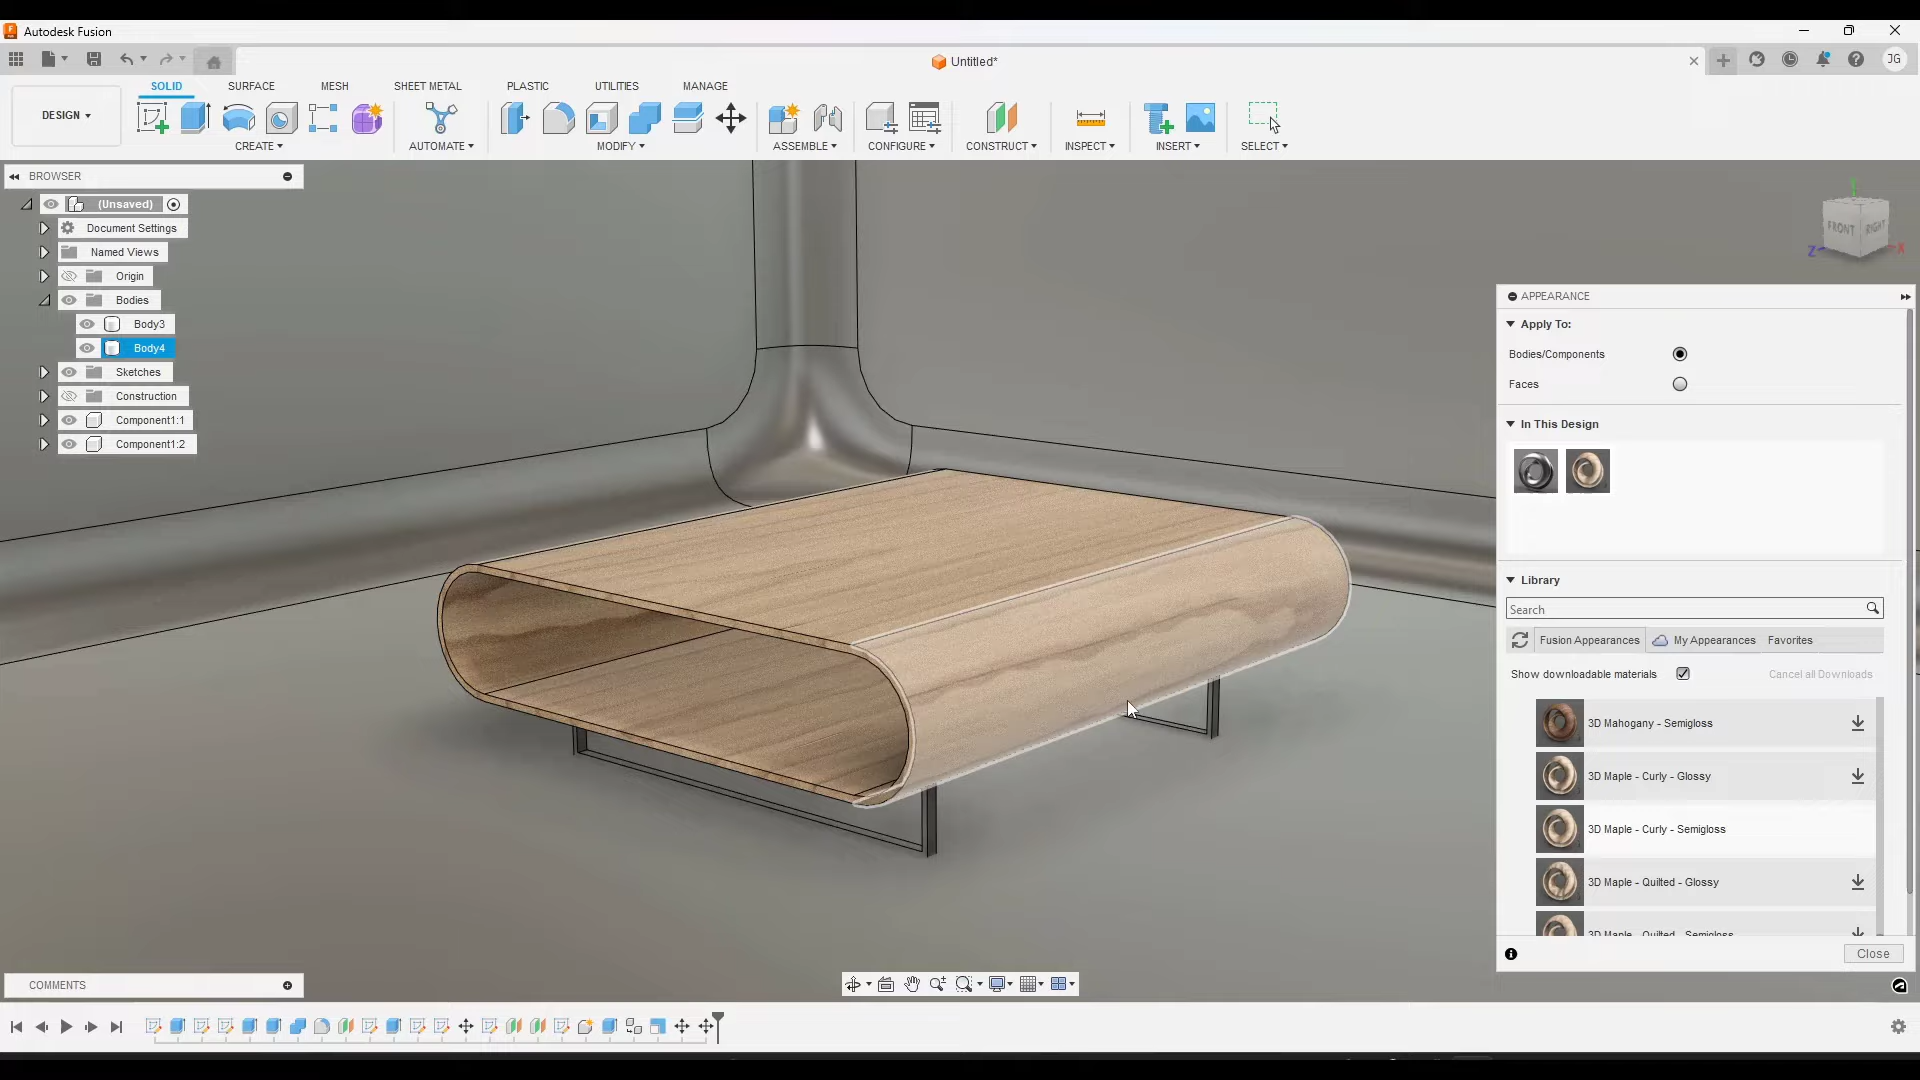 Autodesk Fusion
Untitled*
JG
DESIGN
SOLID
SURFACE
MESH
SHEET METAL
PLASTIC
UTILITIES
MANAGE
CREATE
AUTOMATE
MODIFY
ASSEMBLE
CONFIGURE
CONSTRUCT
INSPECT
INSERT
SELECT
BROWSER
(Unsaved)
Document Settings
Named Views
Origin
Bodies
Body3
Body4
Sketches
Construction
Component1:1
Component1:2
Y
FRONT
RIGHT
Z
X
APPEARANCE
Apply To:
Bodies/Components
Faces
In This Design
Library
Search
Fusion Appearances
My Appearances
Favorites
Show downloadable materials
Cancel all Downloads
3D Mahogany - Semigloss
3D Maple - Curly - Glossy
3D Maple - Curly - Semigloss
3D Maple - Quilted - Glossy
3D Maple - Quilted - Semigloss
Close
COMMENTS